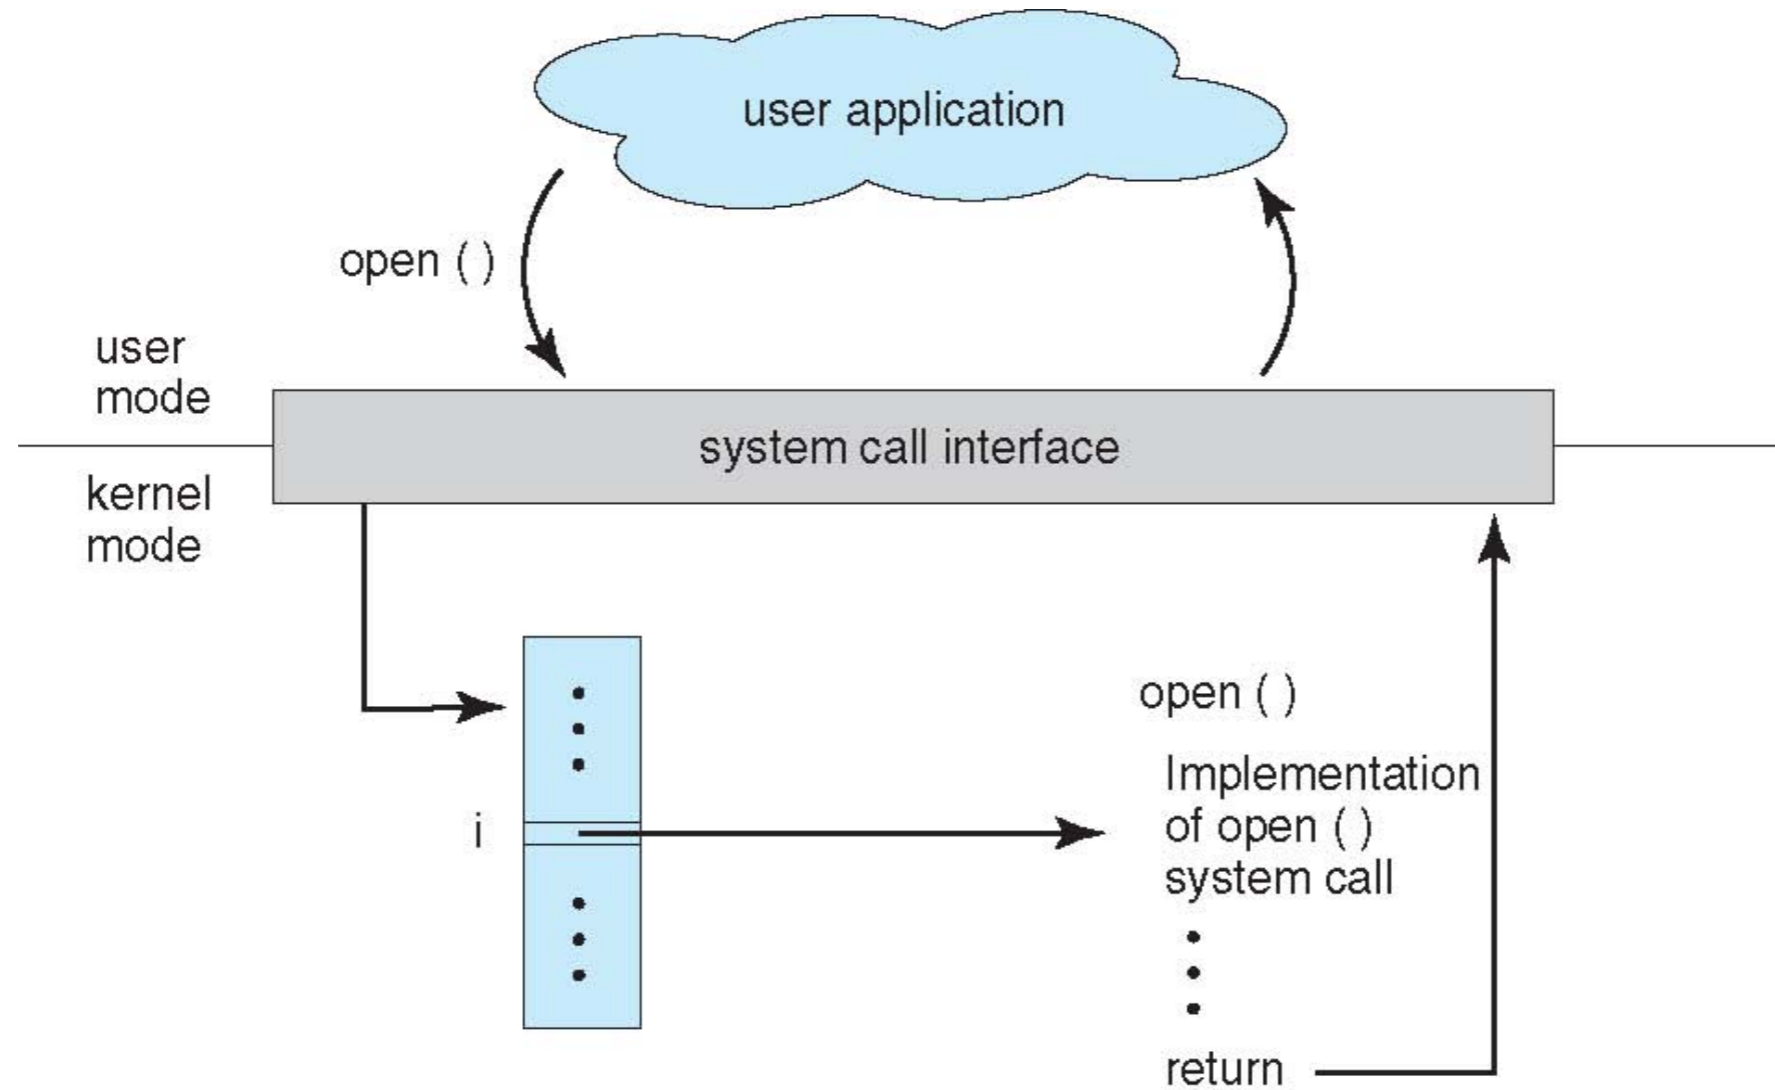 user application
open ( )
user
mode
system call interface
kernel
mode
open ( )
Implementation
i
of open ( )
system call
return